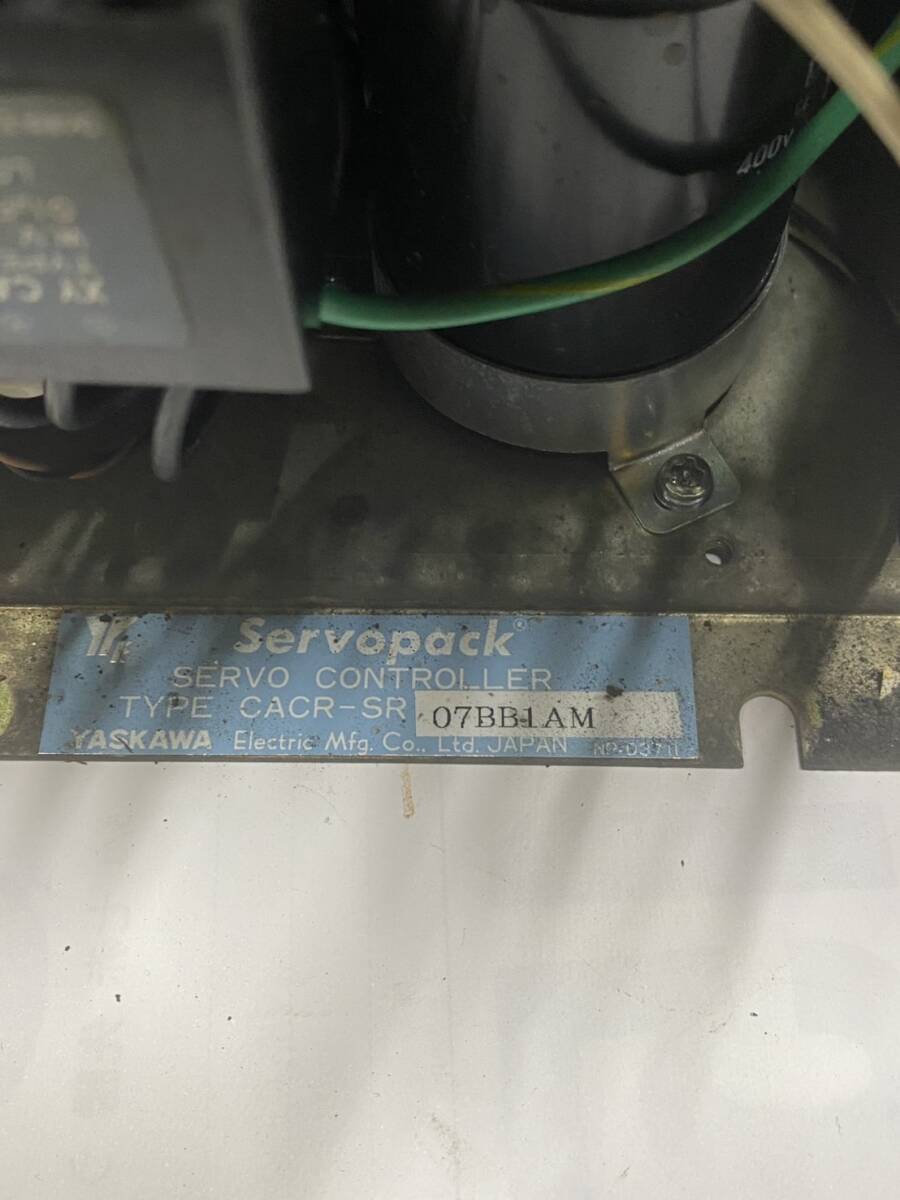 400V
Servopack®
SERVO CONTROLLER
TYPE CACR-SR 07BB1AM
YASKAWA Electric Mfg. Co., Ltd. JAPAN